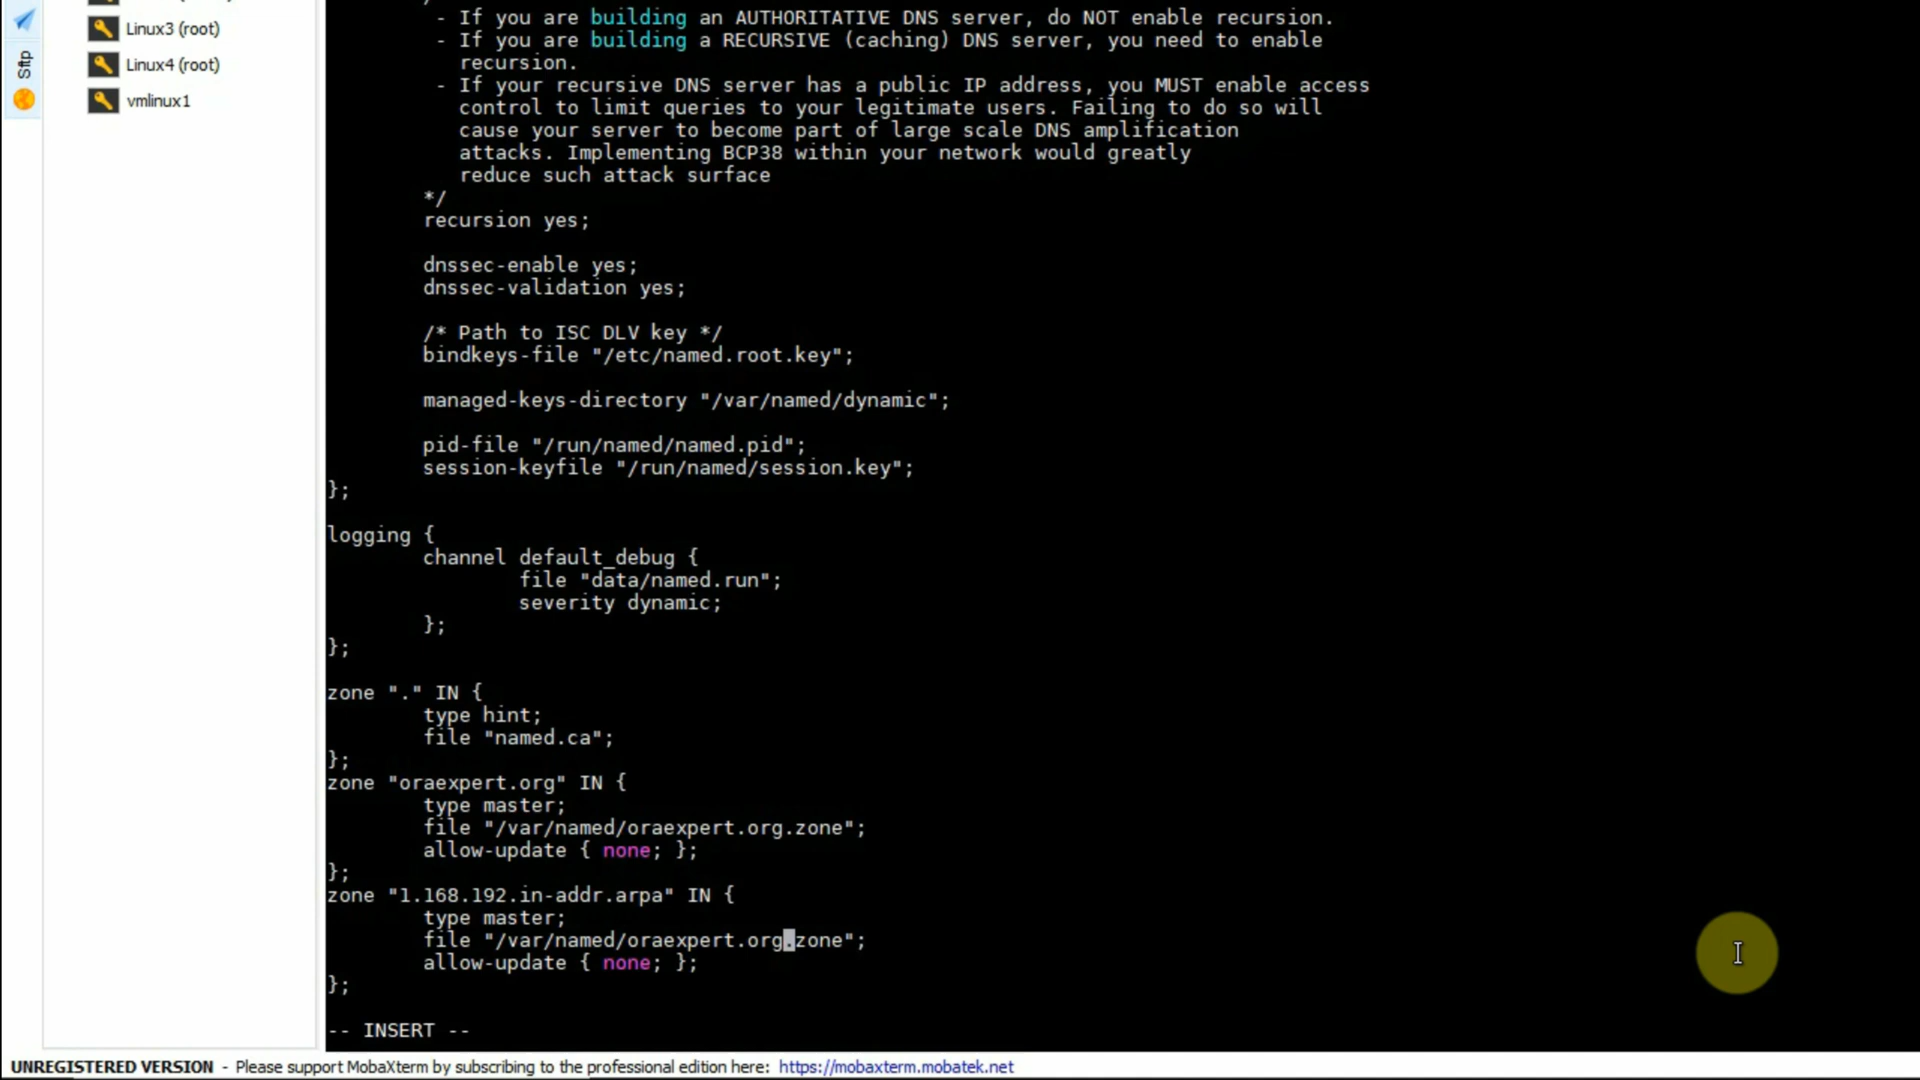 Linux3 (root)
Linux4 (root)
vmlinux1
Sftp
- If you are building an AUTHORITATIVE DNS server, do NOT enable recursion.
- If you are building a RECURSIVE (caching) DNS server, you need to enable
recursion.
- If your recursive DNS server has a public IP address, you MUST enable access
control to limit queries to your legitimate users. Failing to do so will
cause your server to become part of large scale DNS amplification
attacks. Implementing BCP38 within your network would greatly
reduce such attack surface
*/
recursion yes;
dnssec-enable yes;
dnssec-validation yes;
/* Path to ISC DLV key */
bindkeys-file "/etc/named.root.key";
managed-keys-directory "/var/named/dynamic";
pid-file "/run/named/named.pid";
session-keyfile "/run/named/session.key";
};
logging {
channel default_debug {
file "data/named.run";
severity dynamic;
};
};
zone "." IN {
type hint;
file "named.ca";
};
zone "oraexpert.org" IN {
type master;
file "/var/named/oraexpert.org.zone";
allow-update { none; };
};
zone "1.168.192.in-addr.arpa" IN {
type master;
file "/var/named/oraexpert.org.zone";
allow-update { none; };
};
-- INSERT --
UNREGISTERED VERSION - Please support MobaXterm by subscribing to the professional edition here: https://mobaxterm.mobatek.net